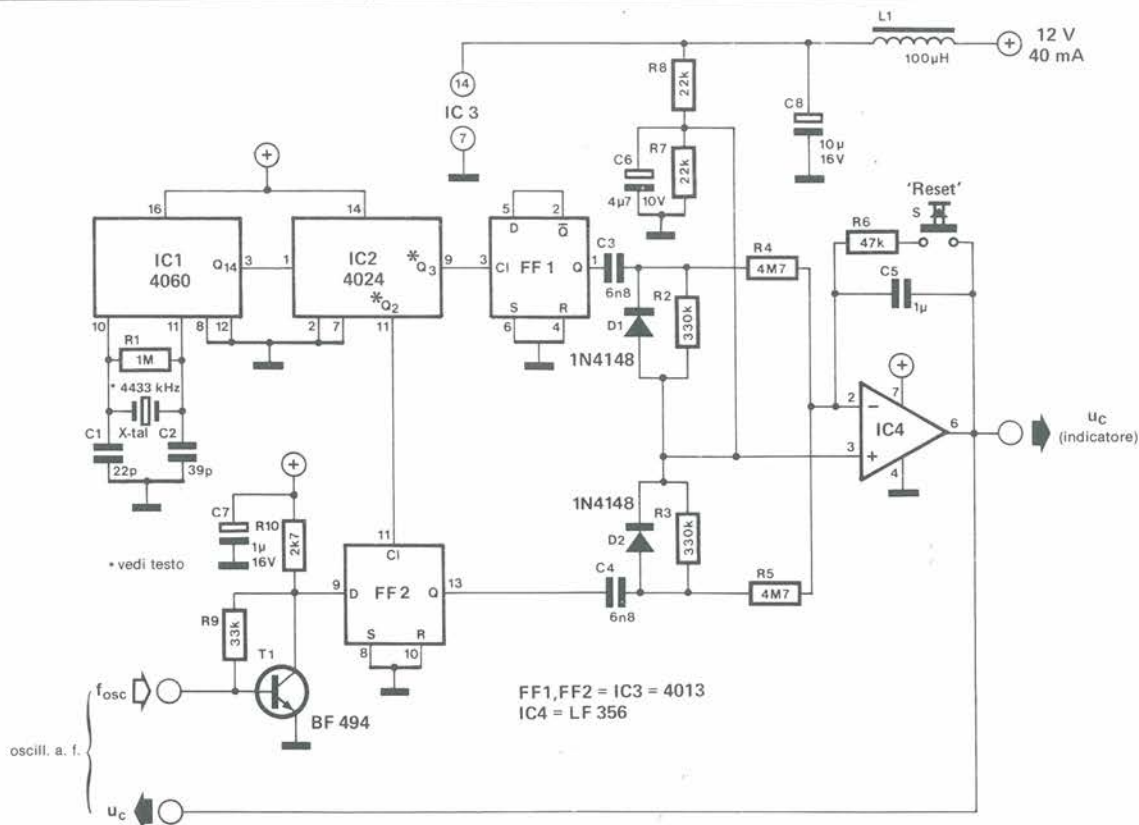 L1
100µH
12 V
40 mA
R8
22k
14
IC 3
7
C8
10µ
16V
C6
4µ7
10V
R7
22k
'Reset'
S
R6
47k
C5
1µ
16
IC1
4060
Q14
3
10
11
8
12
14
1
IC2
4024
*Q3
*Q2
9
2
7
11
5
D
2
Q
3
Cl
FF 1
Q
1
S
R
6
4
C3
6n8
D1
1N4148
R2
330k
R4
4M7
R1
1M
* 4433 kHz
X-tal
C1
22p
C2
39p
2
3
IC4
7
4
6
uc
(indicatore)
C7
1µ
16V
R10
2k7
* vedi testo
11
Cl
9
D
FF 2
Q
13
S
R
8
10
1N4148
D2
R3
330k
C4
6n8
R5
4M7
R9
33k
T1
BF 494
fosc
oscill. a. f.
uc
FF1,FF2 = IC3 = 4013
IC4 = LF 356